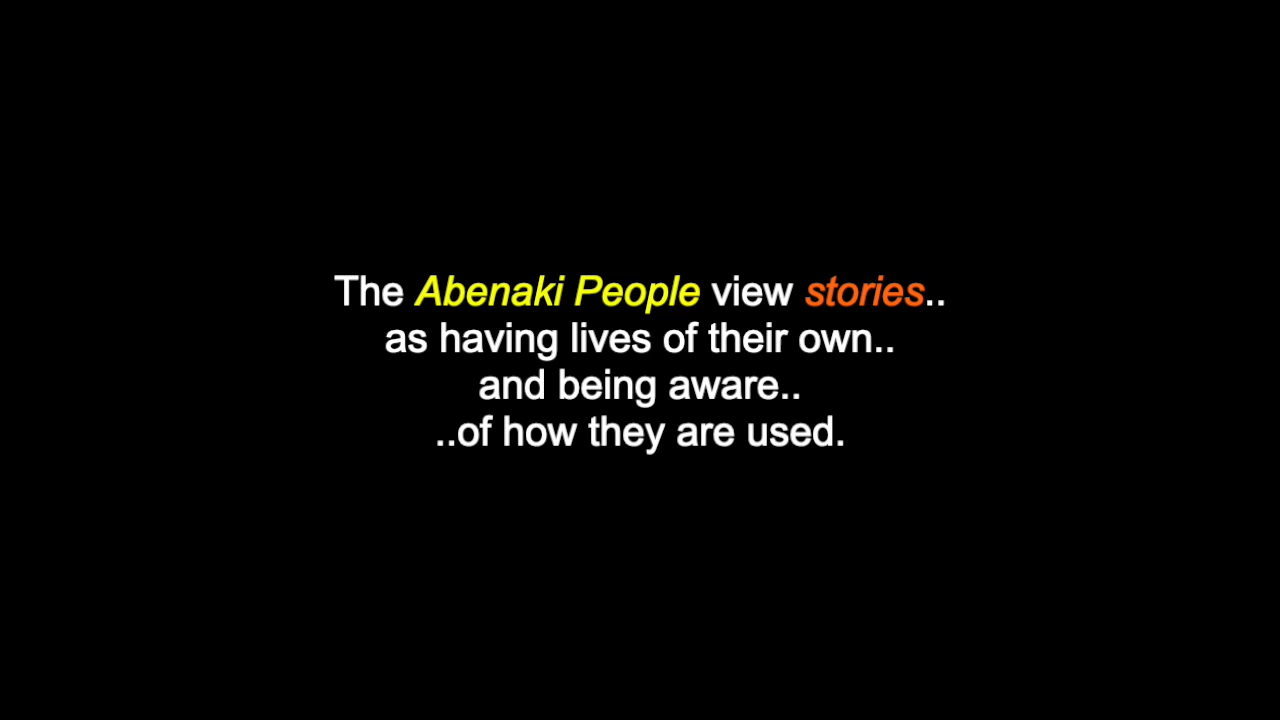 The Abenaki People view stories..
as having lives of their own..
and being aware..
..of how they are used.